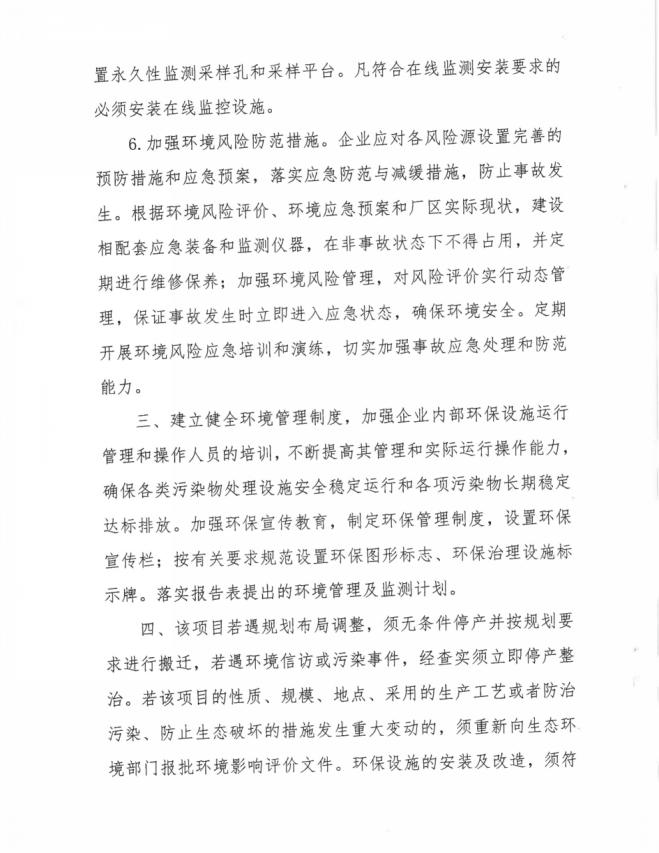 置永久性监测采样孔和采样平台。凡符合在线监测安装要求的
必须安装在线监控设施。
6.加强环境风险防范措施。企业应对各风险源设置完善的
预防措施和应急预案，落实应急防范与减缓措施，防止事故发
生。根据环境风险评价、环境应急预案和厂区实际现状，建设
相配套应急装备和监测仪器，在非事故状态下不得占用，并定
期进行维修保养；加强环境风险管理，对风险评价实行动态管
理，保证事故发生时立即进入应急状态，确保环境安全。定期
开展环境风险应急培训和演练，切实加强事故应急处理和防范
能力。
三、建立健全环境管理制度，加强企业内部环保设施运行
管理和操作人员的培训，不断提高其管理和实际运行操作能力，
确保各类污染物处理设施安全稳定运行和各项污染物长期稳定
达标排放。加强环保宣传教育，制定环保管理制度，设置环保
宣传栏；按有关要求规范设置环保图形标志、环保治理设施标
示牌。落实报告表提出的环境管理及监测计划。
四、该项目若遇规划布局调整，须无条件停产并按规划要
求进行搬迁，若遇环境信访或污染事件，经查实须立即停产整
治。若该项目的性质、规模、地点、采用的生产工艺或者防治
污染、防止生态破坏的措施发生重大变动的，须重新向生态环
境部门报批环境影响评价文件。环保设施的安装及改造，须符